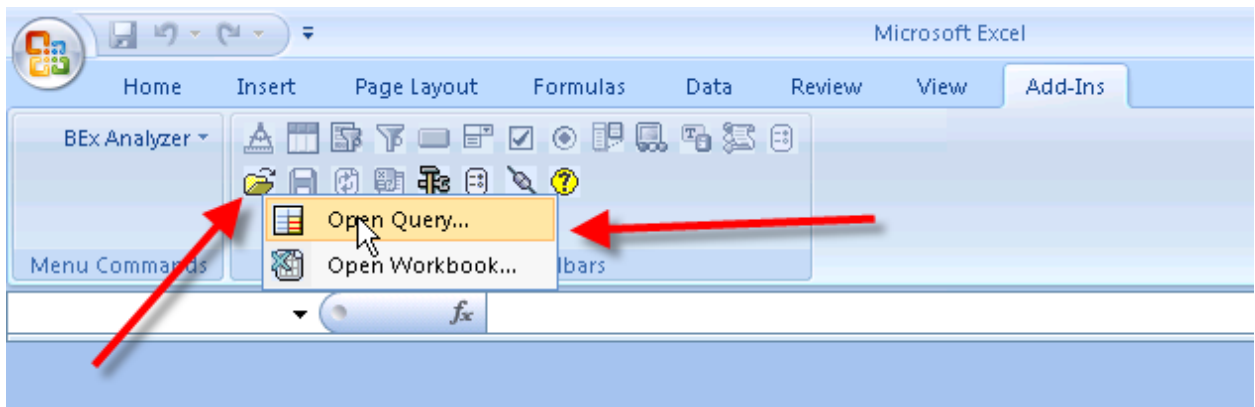 Microsoft Excel
Home Insert Page Layout Formulas Data Review View Add-Ins
BEx Analyzer
Open Query...
Open Workbook...
Menu Commands lbars
fx